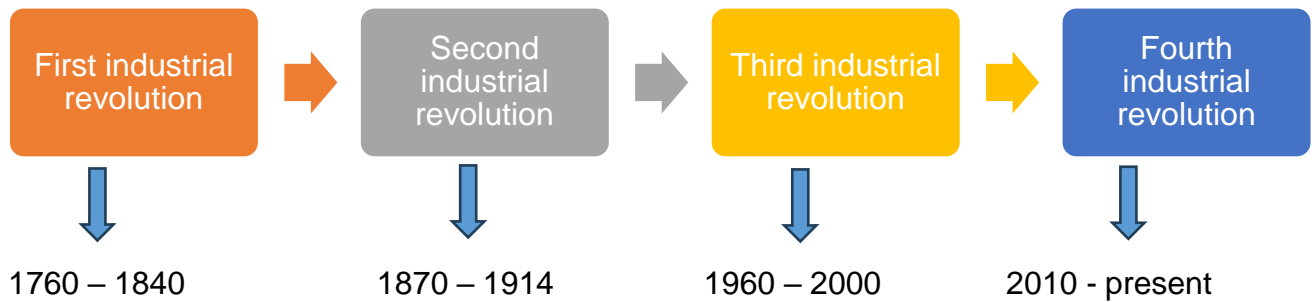 First industrial
revolution
Second
industrial
revolution
Third industrial
revolution
Fourth
industrial
revolution
1760 – 1840
1870 – 1914
1960 – 2000
2010 - present